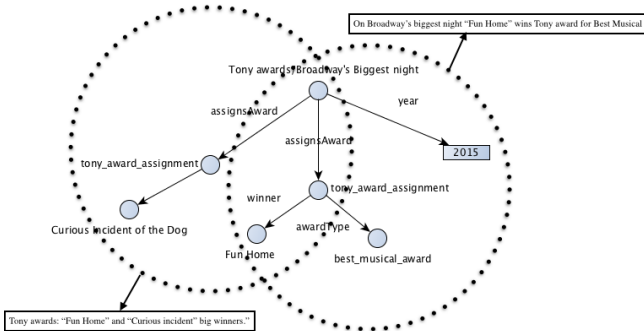 On Broadway's biggest night “Fun Home” wins Tony award for Best Musical
Tony awards/Broadway's Biggest night
year
assignsAward
assignsAward
2015
tony_award_assignment
tony_award_assignment
winner
awardType
Curious Incident of the Dog
Fun Home
best_musical_award
Tony awards: “Fun Home” and “Curious incident” big winners.”